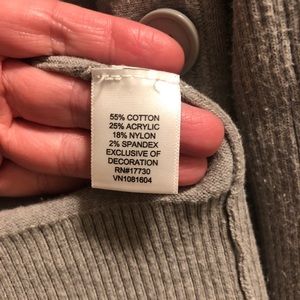 55% COTTON
25% ACRYLIC
18% NYLON
2% SPANDEX
EXCLUSIVE OF
DECORATION
RN#17730
VN1081604